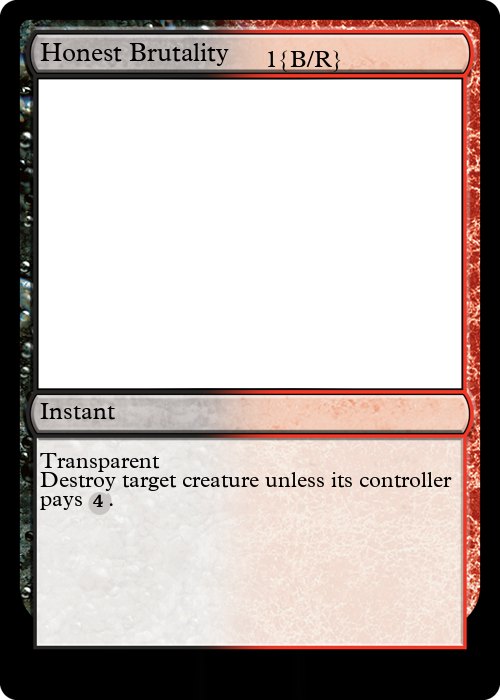 Honest Brutality 1{B/R}
Instant
Transparent
Destroy target creature unless its controller
pays 4.